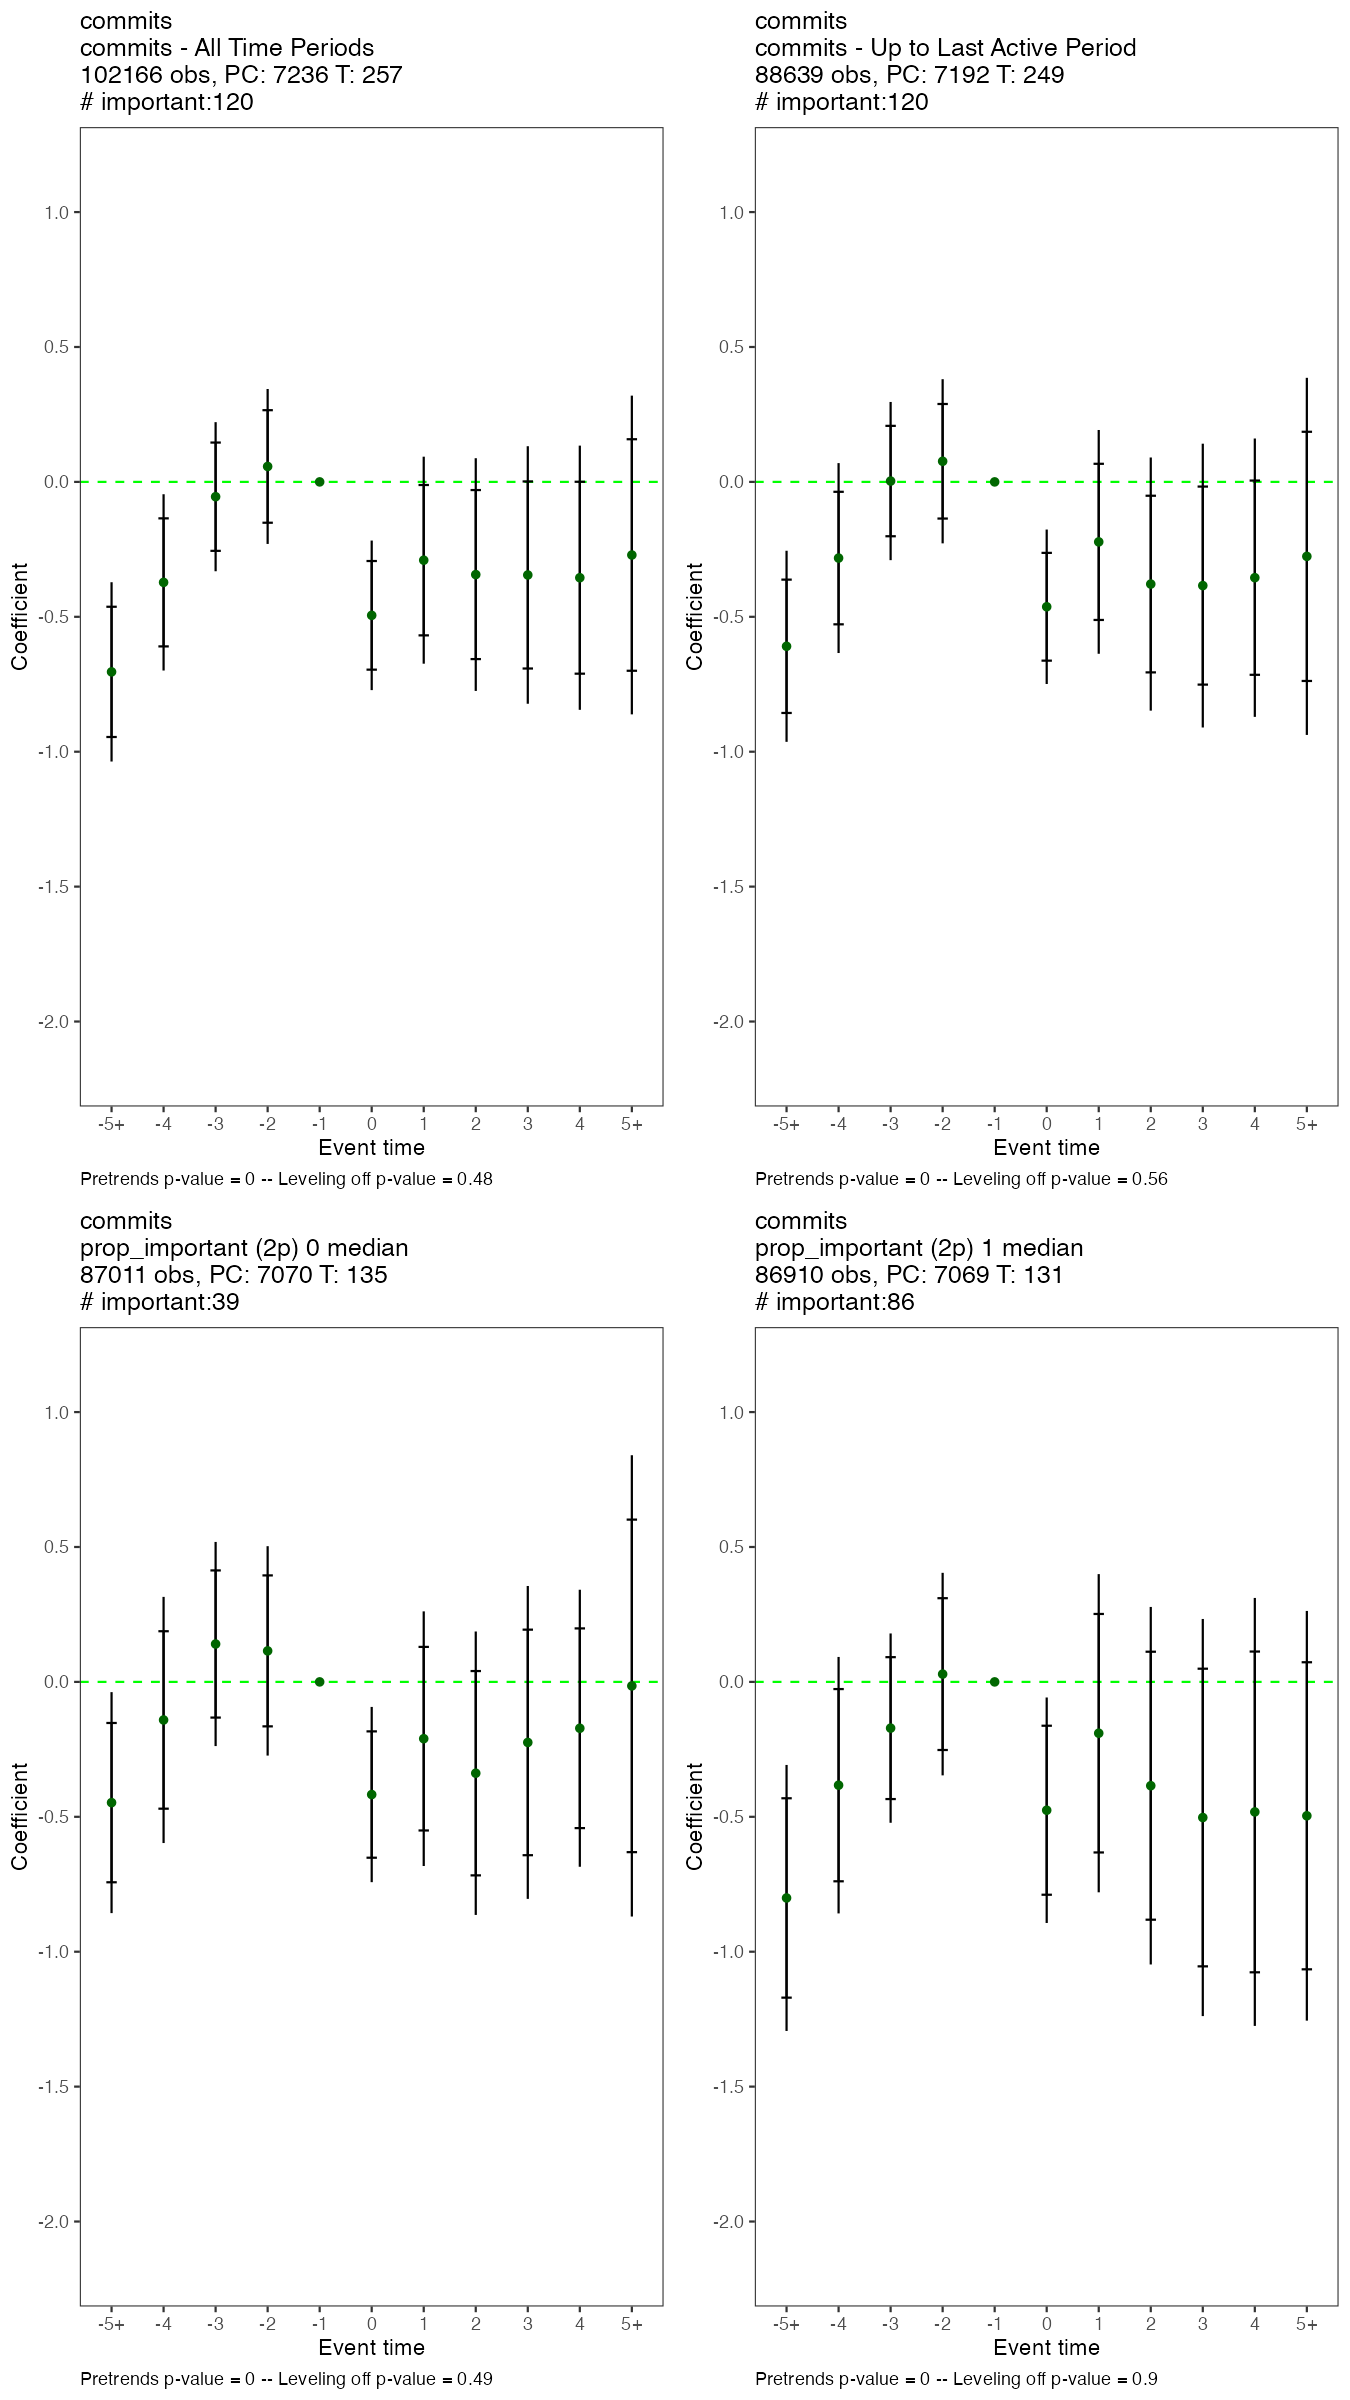 commits
commits - All Time Periods
102166 obs, PC: 7236 T: 257
# important:120
1.0
0.5
0.0
-0.5
-1.0
-1.5
-2.0
Coefficient
-5+ -4 -3 -2 -1 0 1 2 3 4 5+
Event time
Pretrends p-value = 0 -- Leveling off p-value = 0.48
commits
commits - Up to Last Active Period
88639 obs, PC: 7192 T: 249
# important:120
1.0
0.5
0.0
-0.5
-1.0
-1.5
-2.0
Coefficient
-5+ -4 -3 -2 -1 0 1 2 3 4 5+
Event time
Pretrends p-value = 0 -- Leveling off p-value = 0.56
commits
prop_important (2p) 0 median
87011 obs, PC: 7070 T: 135
# important:39
1.0
0.5
0.0
-0.5
-1.0
-1.5
-2.0
Coefficient
-5+ -4 -3 -2 -1 0 1 2 3 4 5+
Event time
Pretrends p-value = 0 -- Leveling off p-value = 0.49
commits
prop_important (2p) 1 median
86910 obs, PC: 7069 T: 131
# important:86
1.0
0.5
0.0
-0.5
-1.0
-1.5
-2.0
Coefficient
-5+ -4 -3 -2 -1 0 1 2 3 4 5+
Event time
Pretrends p-value = 0 -- Leveling off p-value = 0.9